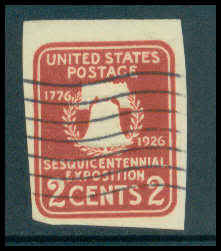 UNITED STATES
POSTAGE
1776
1926
SESQUICENTENNIAL
EXPOSITION
2 CENTS 2